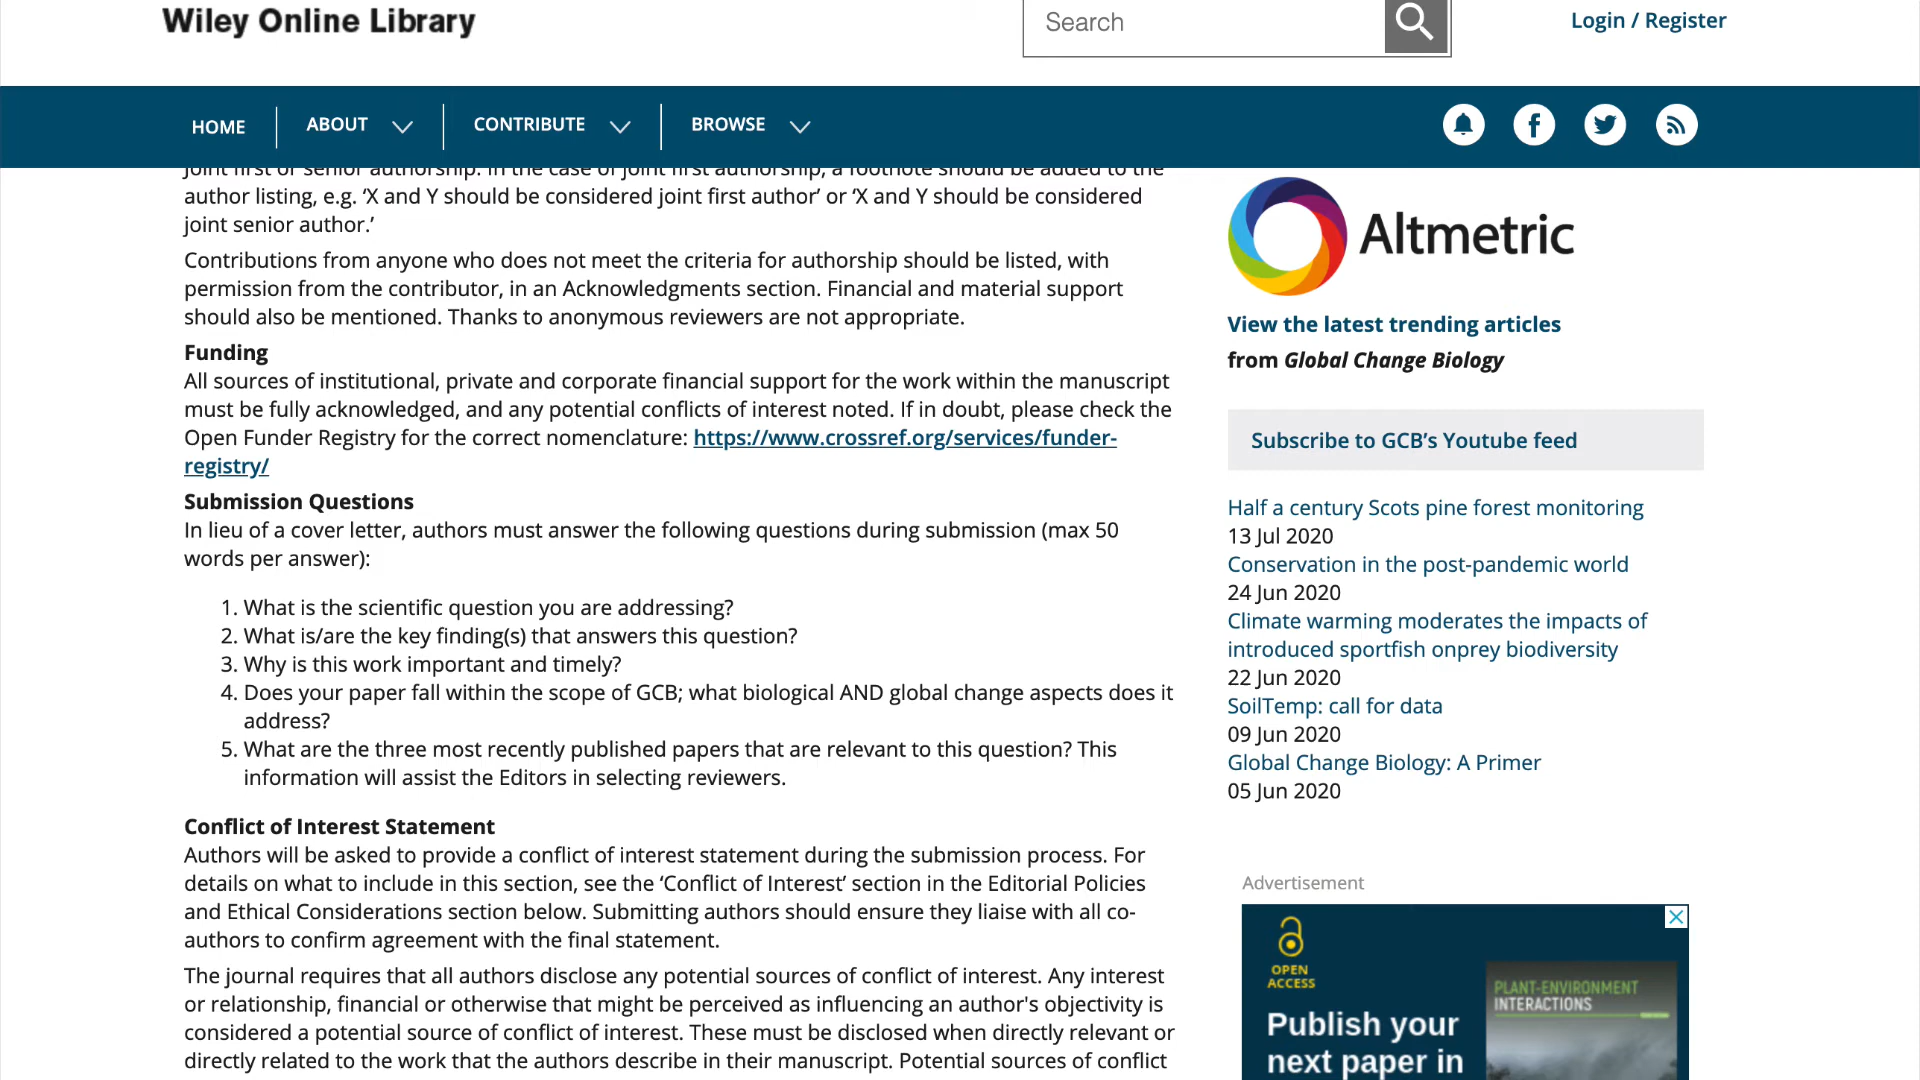 Wiley Online Library
Search
Login / Register
HOME
ABOUT
CONTRIBUTE
BROWSE
joint first or senior authorship. In the case of joint first authorship, a footnote should be added to the
author listing, e.g. ‘X and Y should be considered joint first author’ or ‘X and Y should be considered
joint senior author.’
Contributions from anyone who does not meet the criteria for authorship should be listed, with
permission from the contributor, in an Acknowledgments section. Financial and material support
should also be mentioned. Thanks to anonymous reviewers are not appropriate.
Funding
All sources of institutional, private and corporate financial support for the work within the manuscript
must be fully acknowledged, and any potential conflicts of interest noted. If in doubt, please check the
Open Funder Registry for the correct nomenclature: https://www.crossref.org/services/funder-
registry/
Submission Questions
In lieu of a cover letter, authors must answer the following questions during submission (max 50
words per answer):
1. What is the scientific question you are addressing?
2. What is/are the key finding(s) that answers this question?
3. Why is this work important and timely?
4. Does your paper fall within the scope of GCB; what biological AND global change aspects does it
address?
5. What are the three most recently published papers that are relevant to this question? This
information will assist the Editors in selecting reviewers.
Conflict of Interest Statement
Authors will be asked to provide a conflict of interest statement during the submission process. For
details on what to include in this section, see the ‘Conflict of Interest’ section in the Editorial Policies
and Ethical Considerations section below. Submitting authors should ensure they liaise with all co-
authors to confirm agreement with the final statement.
The journal requires that all authors disclose any potential sources of conflict of interest. Any interest
or relationship, financial or otherwise that might be perceived as influencing an author's objectivity is
considered a potential source of conflict of interest. These must be disclosed when directly relevant or
directly related to the work that the authors describe in their manuscript. Potential sources of conflict
Altmetric
View the latest trending articles
from Global Change Biology
Subscribe to GCB’s Youtube feed
Half a century Scots pine forest monitoring
13 Jul 2020
Conservation in the post-pandemic world
24 Jun 2020
Climate warming moderates the impacts of
introduced sportfish onprey biodiversity
22 Jun 2020
SoilTemp: call for data
09 Jun 2020
Global Change Biology: A Primer
05 Jun 2020
Advertisement
OPEN
ACCESS
Publish your
next paper in
PLANT-ENVIRONMENT
INTERACTIONS